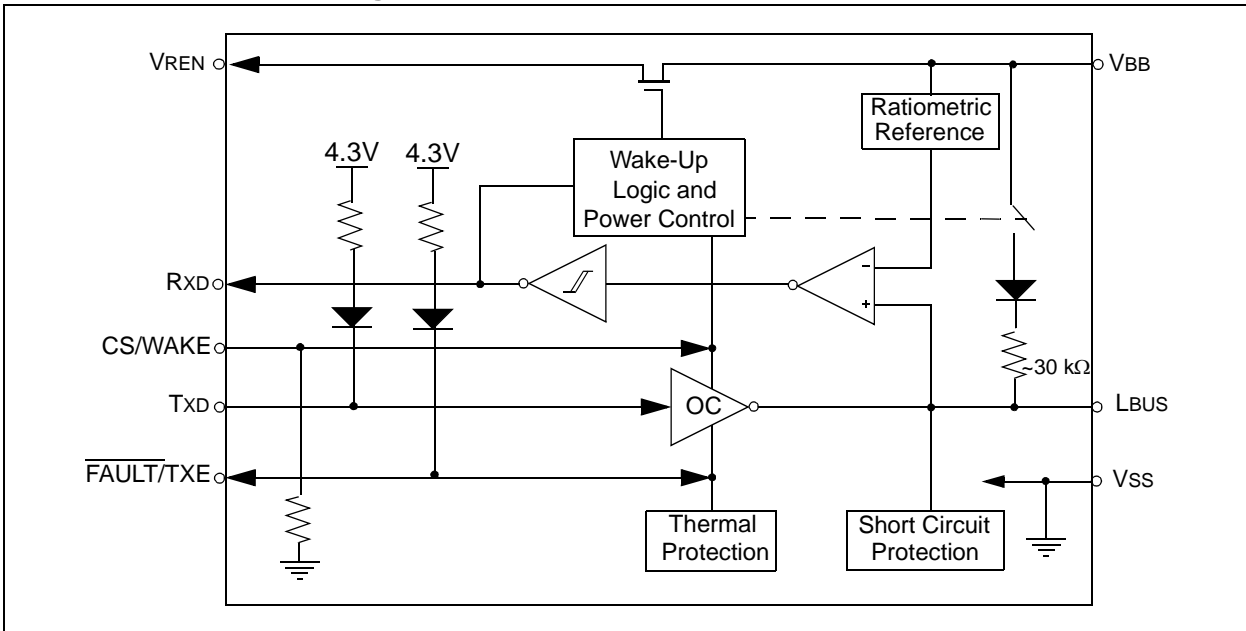 VREN
VBB
Ratiometric
Reference
4.3V
4.3V
Wake-Up
Logic and
Power Control
RXD
-
+
CS/WAKE
~30 kΩ
TXD
OC
LBUS
FAULT/TXE
VSS
Thermal
Protection
Short Circuit
Protection